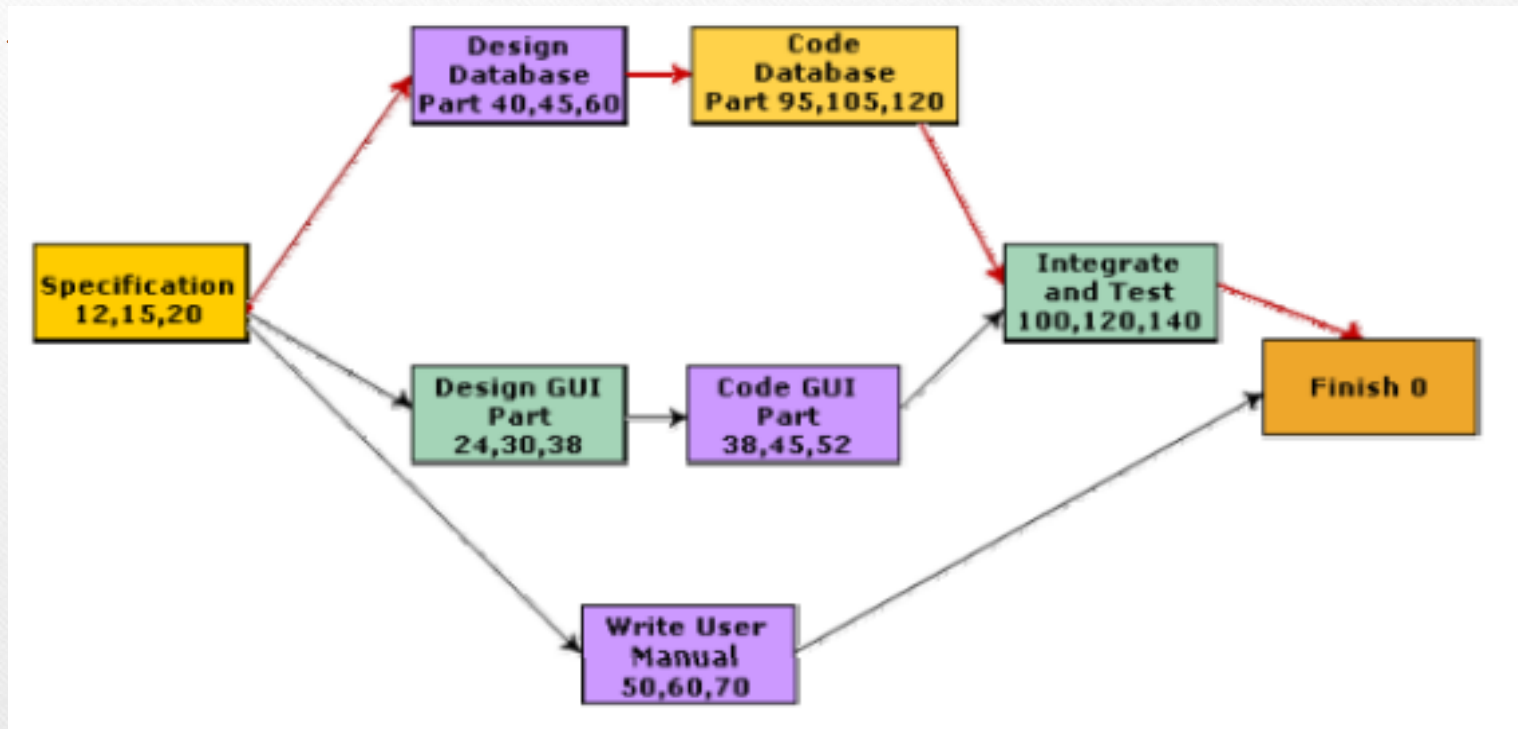 Design
Database
Part 40,45,60
Code
Database
Part 95,105,120
Specification
12,15,20
Integrate
and Test
100,120,140
Design GUI
Part
24,30,38
Code GUI
Part
38,45,52
Finish 0
Write User
Manual
50,60,70